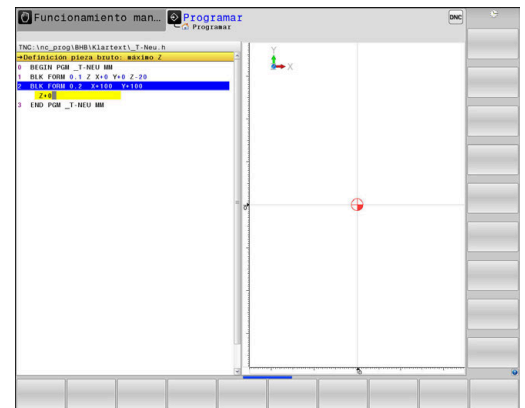 Funcionamiento man...
Programar
Programar
DNC
TNC:\nc_prog\BHB\Klartext\_T-Neu.h
→Definición pieza bruto: máximo Z
0 BEGIN PGM _T-NEU MM
1 BLK FORM 0.1 Z X+0 Y+0 Z-20
2 BLK FORM 0.2 X+100 Y+100
Z+0
3 END PGM _T-NEU MM
Y
X
0
0